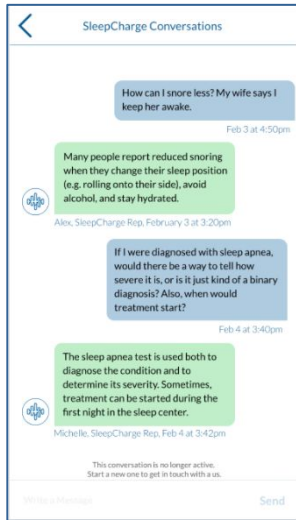 SleepCharge Conversations
How can I snore less? My wife says I
keep her awake.
Feb 3 at 4:50pm
Many people report reduced snoring
when they change their sleep position
(e.g. rolling onto their side), avoid
alcohol, and stay hydrated.
Alex, SleepCharge Rep, February 3 at 3:20pm
If I were diagnosed with sleep apnea,
would there be a way to tell how
severe it is, or is it just kind of a binary
diagnosis? Also, when would
treatment start?
Feb 4 at 3:40pm
The sleep apnea test is used both to
diagnose the condition and to
determine its severity. Sometimes,
treatment can be started during the
first night in the sleep center.
Michelle, SleepCharge Rep, Feb 4 at 3:42pm
This conversation is no longer active.
Start a new one to get in touch with a us.
Write a Message
Send